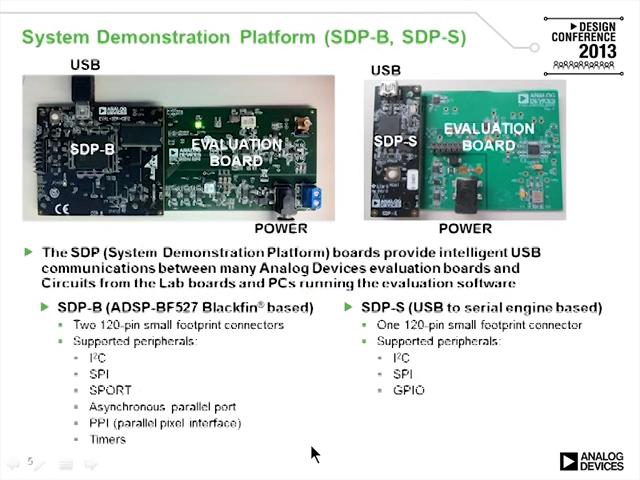 System Demonstration Platform (SDP-B, SDP-S)
DESIGN
CONFERENCE
2013
USB
USB
ANALOG
DEVICES
SDP-B
EVALUATION
BOARD
POWER
ANALOG
DEVICES
SDP-S
EVALUATION
BOARD
POWER
The SDP (System Demonstration Platform) boards provide intelligent USB
communications between many Analog Devices evaluation boards and
Circuits from the Lab boards and PCs running the evaluation software
SDP-B (ADSP-BF527 Blackfin® based)
Two 120-pin small footprint connectors
Supported peripherals:
I²C
SPI
SPORT
Asynchronous parallel port
PPI (parallel pixel interface)
Timers
SDP-S (USB to serial engine based)
One 120-pin small footprint connector
Supported peripherals:
I²C
SPI
GPIO
5
ANALOG
DEVICES